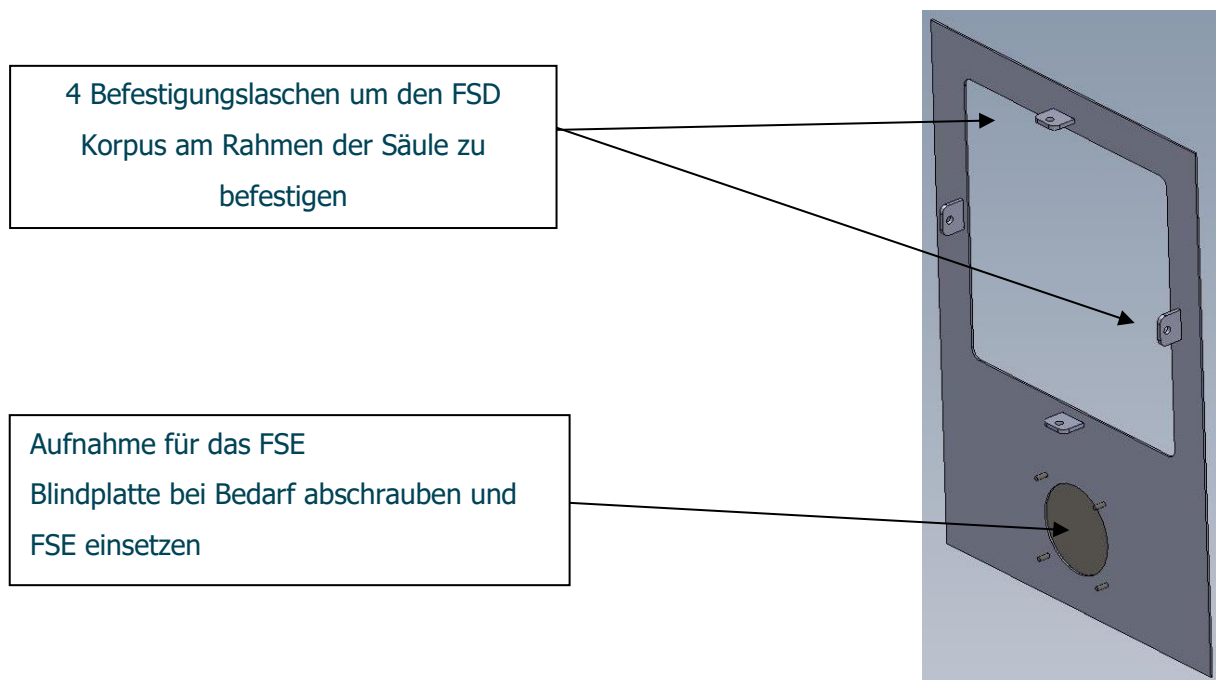 4 Befestigungslaschen um den FSD
Korpus am Rahmen der Säule zu
befestigen
Aufnahme für das FSE
Blindplatte bei Bedarf abschrauben und
FSE einsetzen